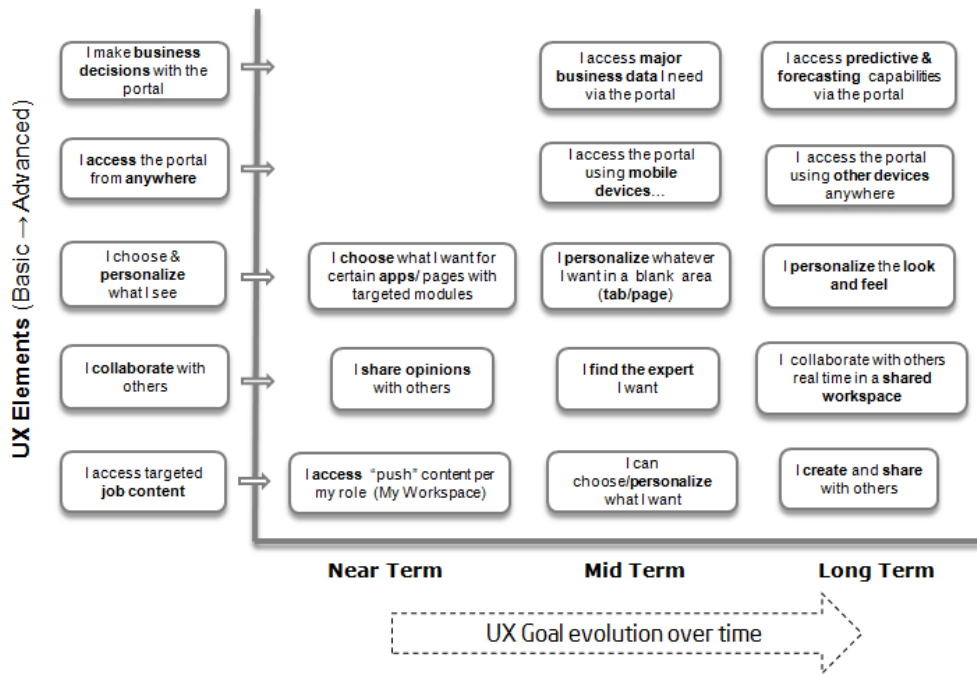 UX Elements (Basic → Advanced)
I make business
decisions with the
portal
I access major
business data I need
via the portal
I access predictive &
forecasting capabilities
via the portal
I access the portal
from anywhere
I access the portal
using mobile
devices…
I access the portal
using other devices
anywhere
I choose &
personalize
what I see
I choose what I want for
certain apps/ pages with
targeted modules
I personalize whatever
I want in a blank area
(tab/page)
I personalize the look
and feel
I collaborate with
others
I share opinions
with others
I find the expert
I want
I collaborate with others
real time in a shared
workspace
I access targeted
job content
I access “push” content per
my role (My Workspace)
I can
choose/personalize
what I want
I create and share
with others
Near Term
Mid Term
Long Term
UX Goal evolution over time